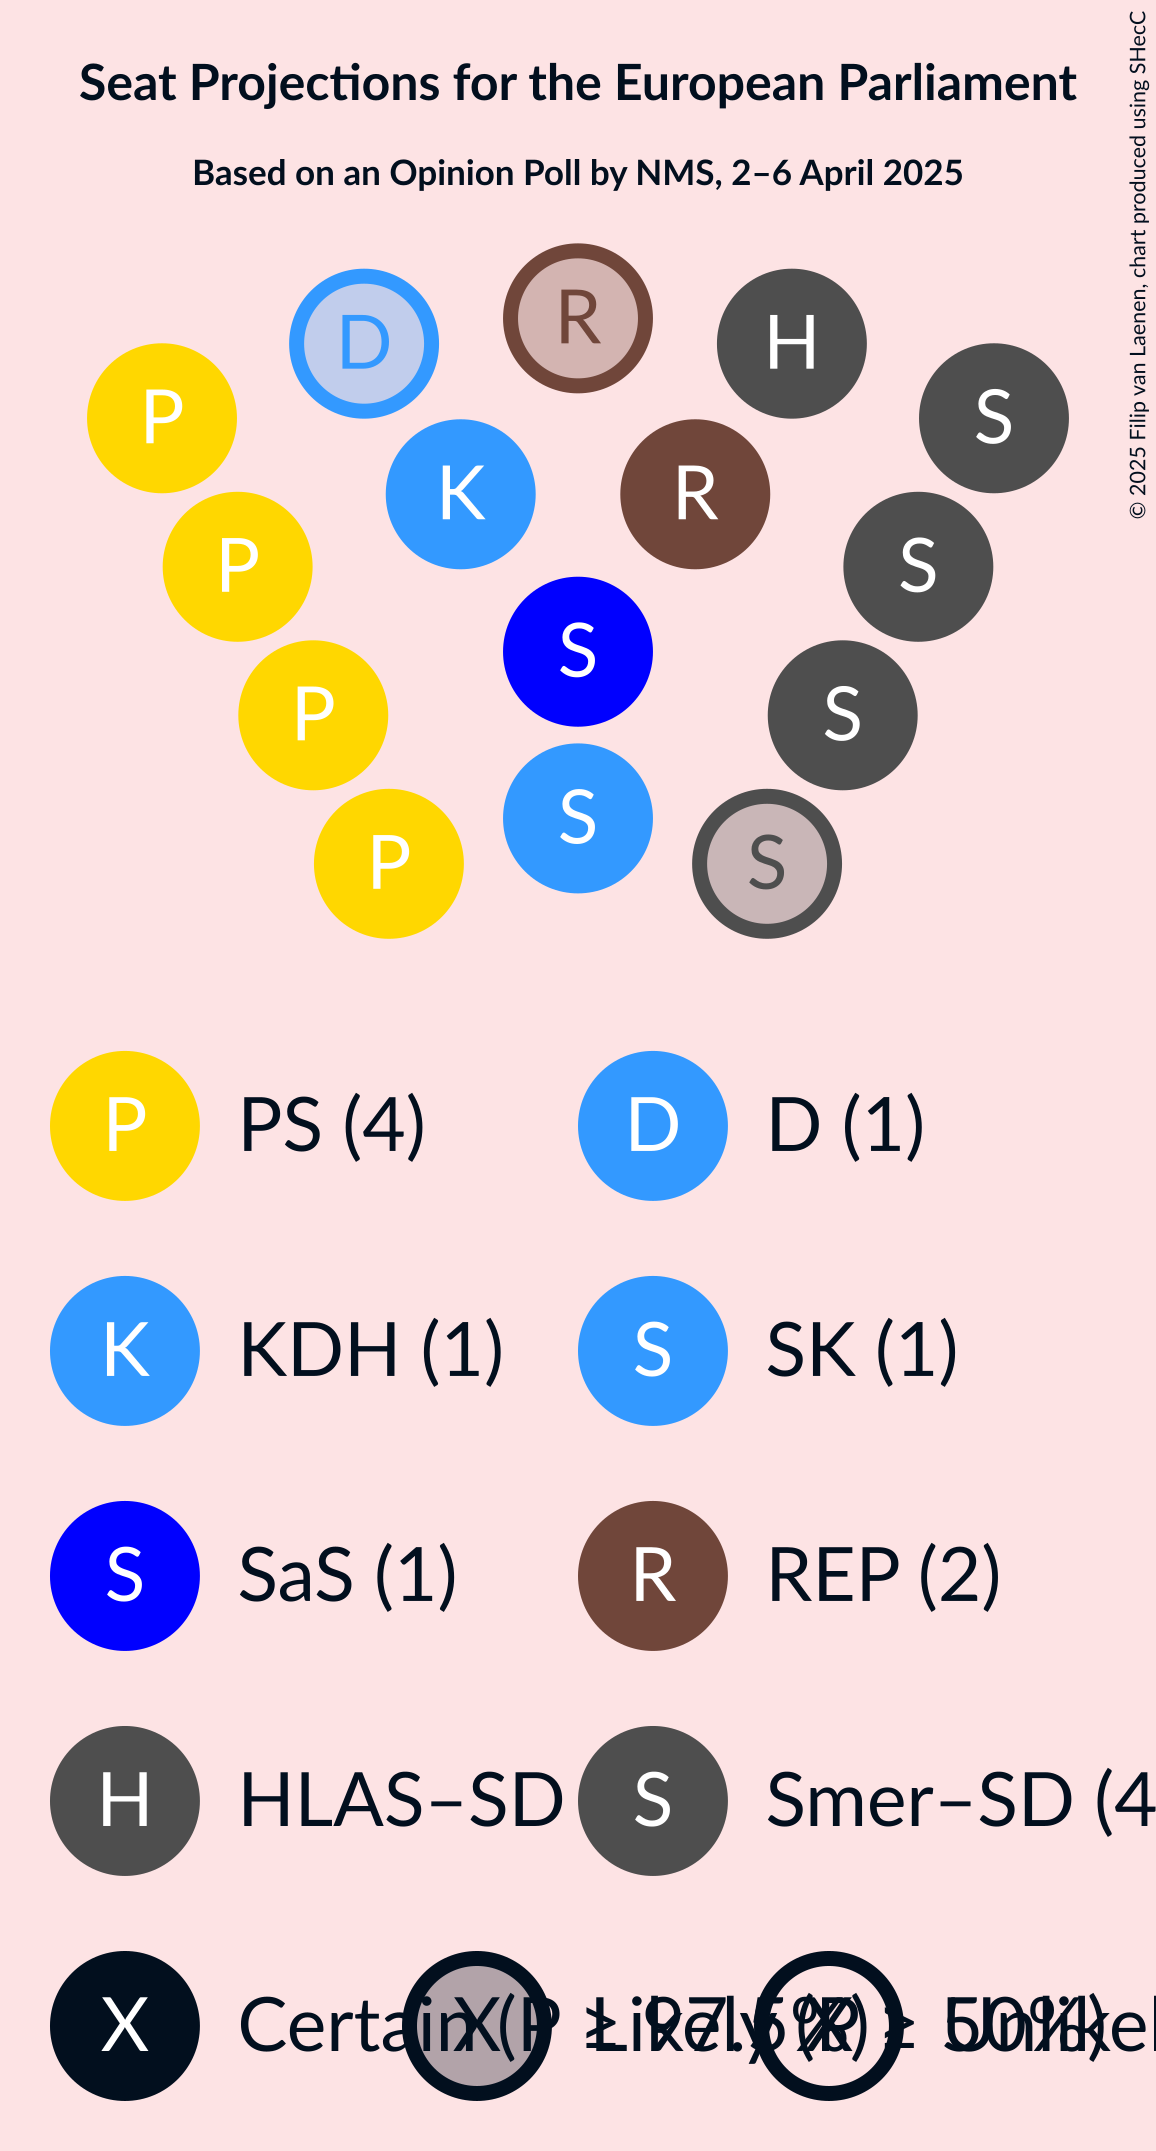 Seat Projections for the European Parliament
Based on an Opinion Poll by NMS, 2–6 April 2025
© 2025 Filip van Laenen, chart produced using SHecC
R
D
H
P
S
K
R
P
S
S
P
S
S
P
S
P PS (4)
D D (1)
K KDH (1)
S SK (1)
S SaS (1)
R REP (2)
H HLAS–SD
S Smer–SD (4
X Certain (P ≥ 97.5%)
X Likely (P ≥ 50%)
X Unlikel